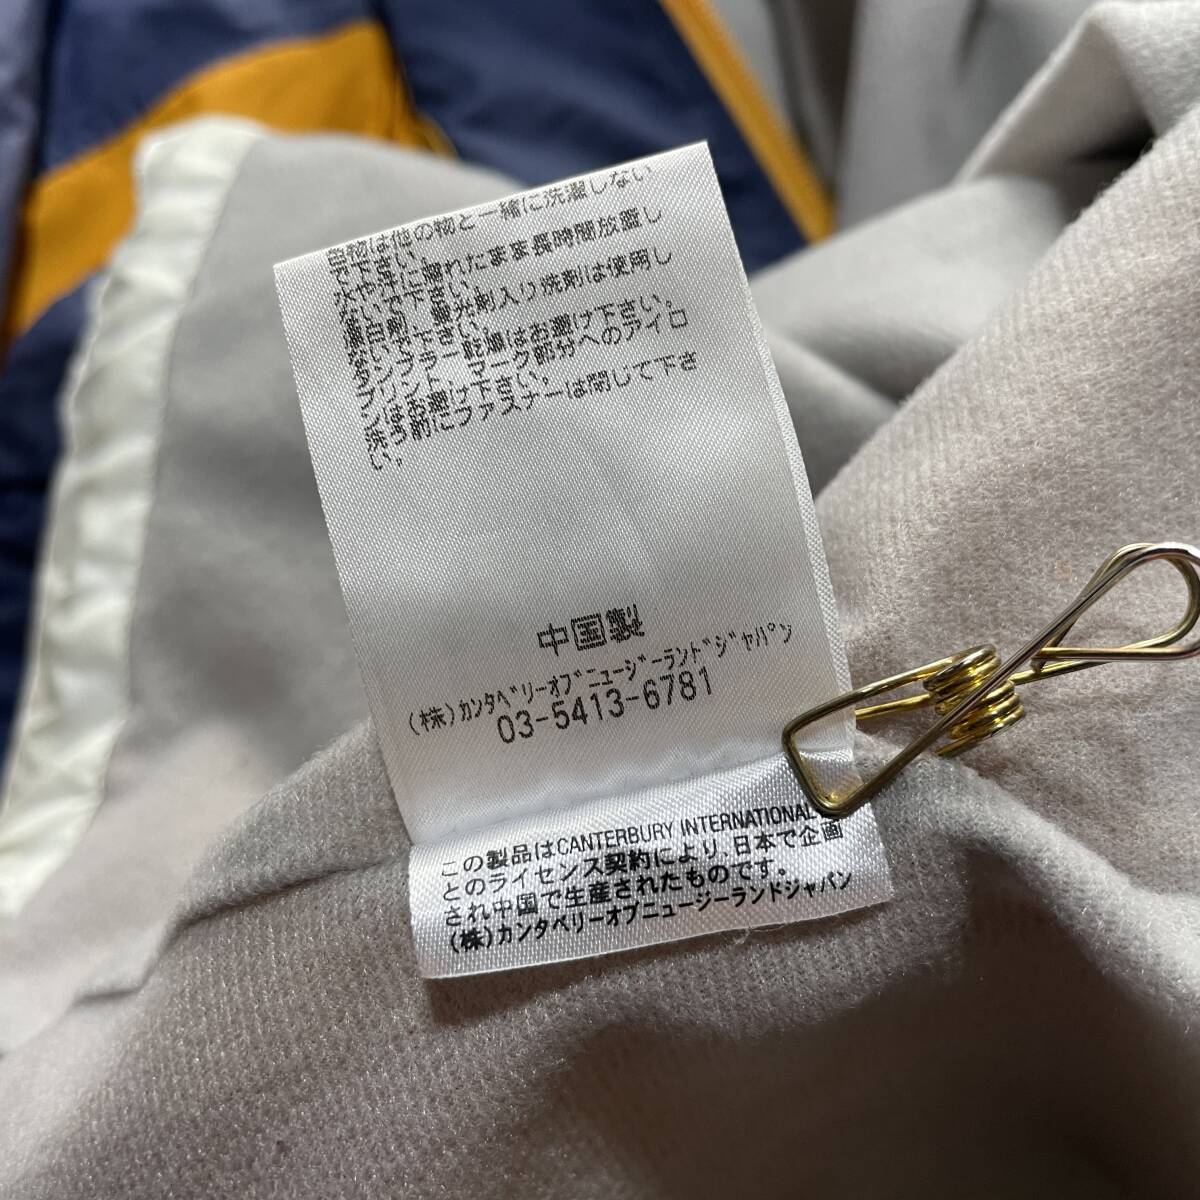 当物は他の物と一緒に洗濯しない
で下さい。
水や汗に濡れたまま長時間放置し
ないで下さい。
蛍光剤入り洗剤は使用し
ないで下さい。
タンブラー乾燥はお避け下さい。
プリント、マーク部分へのアイロ
ンはお避け下さい。
洗う前にファスナーは閉じて下さ
い。
中国製
(株)カンタベリーオブニュージーランドジャパン
03-5413-6781
この製品はCANTERBURY INTERNATIONAL
とのライセンス契約により、日本で企画
され中国で生産されたものです。
(株)カンタベリーオブニュージーランドジャパン